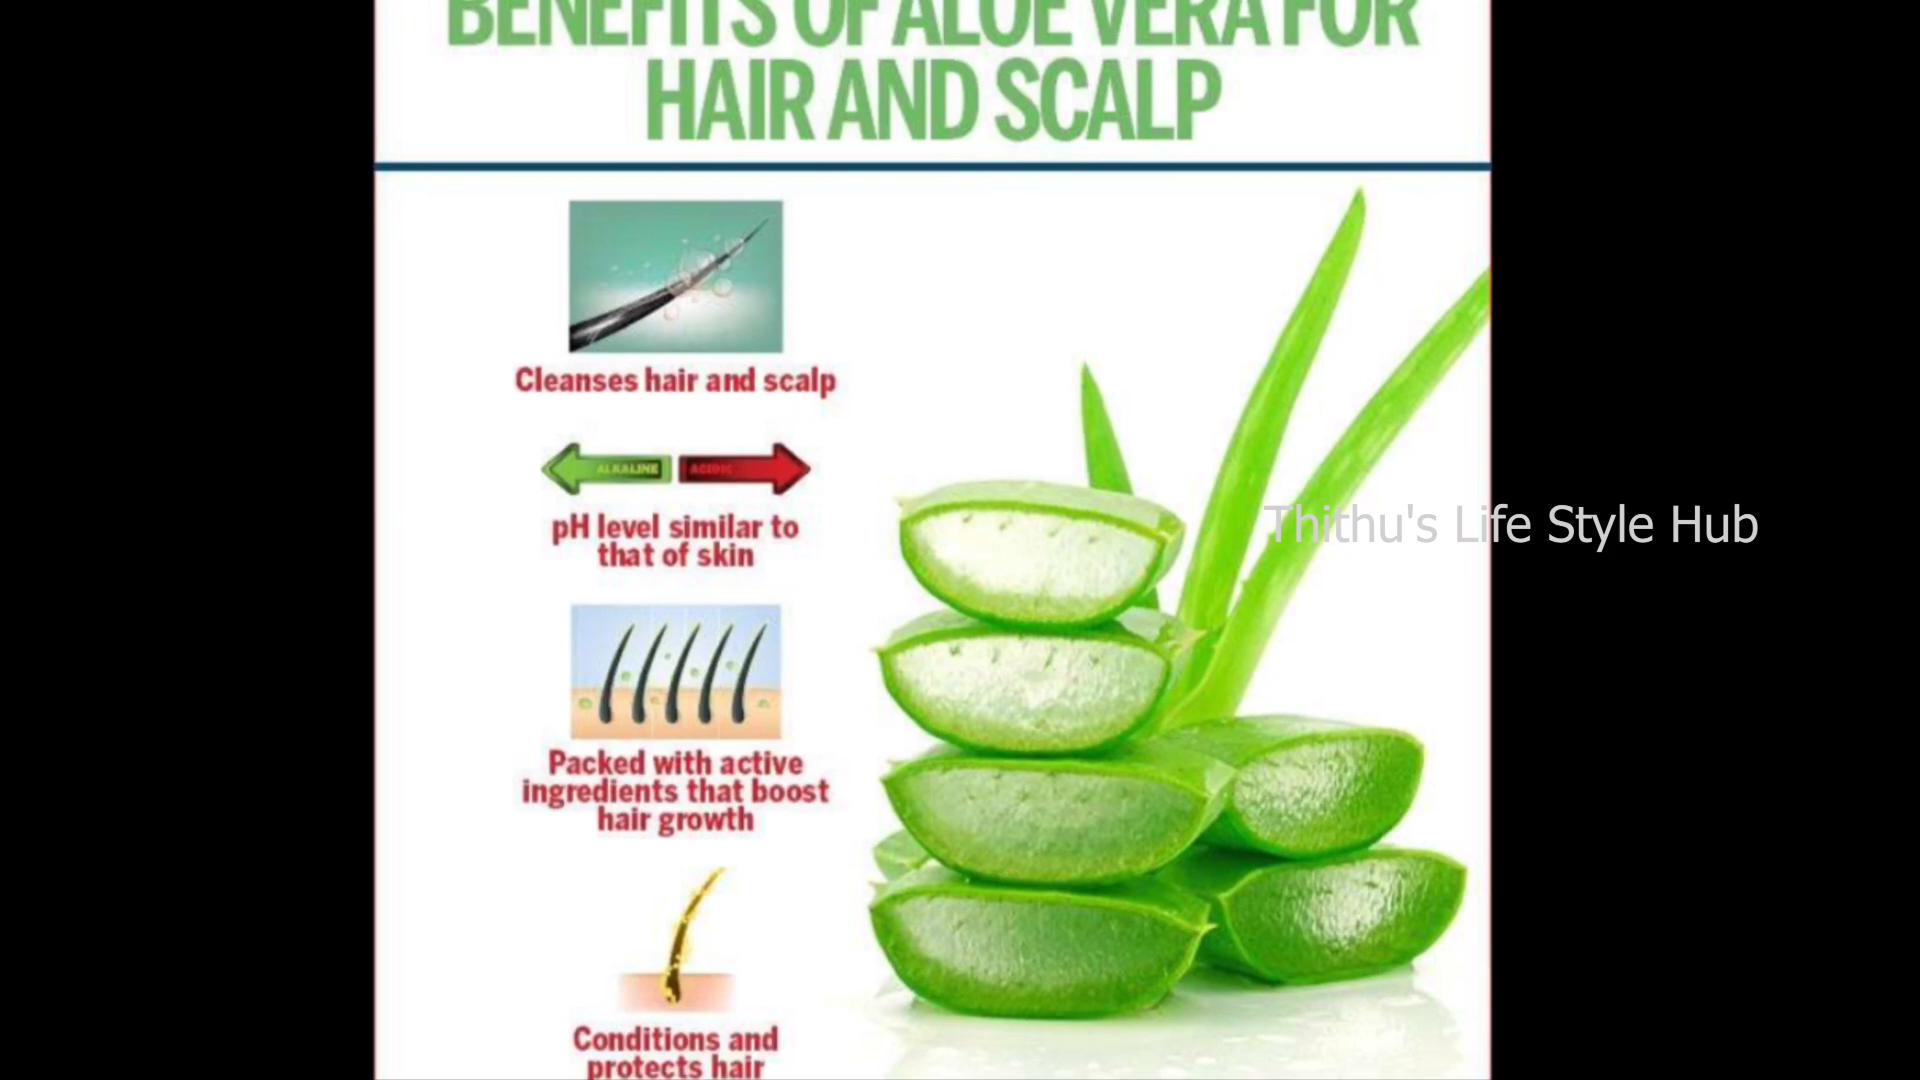 BENEFITS OF ALOE VERA FOR
HAIR AND SCALP
Cleanses hair and scalp
ALKALINE ACIDIC
pH level similar to
that of skin
Thithu's Life Style Hub
Packed with active
ingredients that boost
hair growth
Conditions and
protects hair